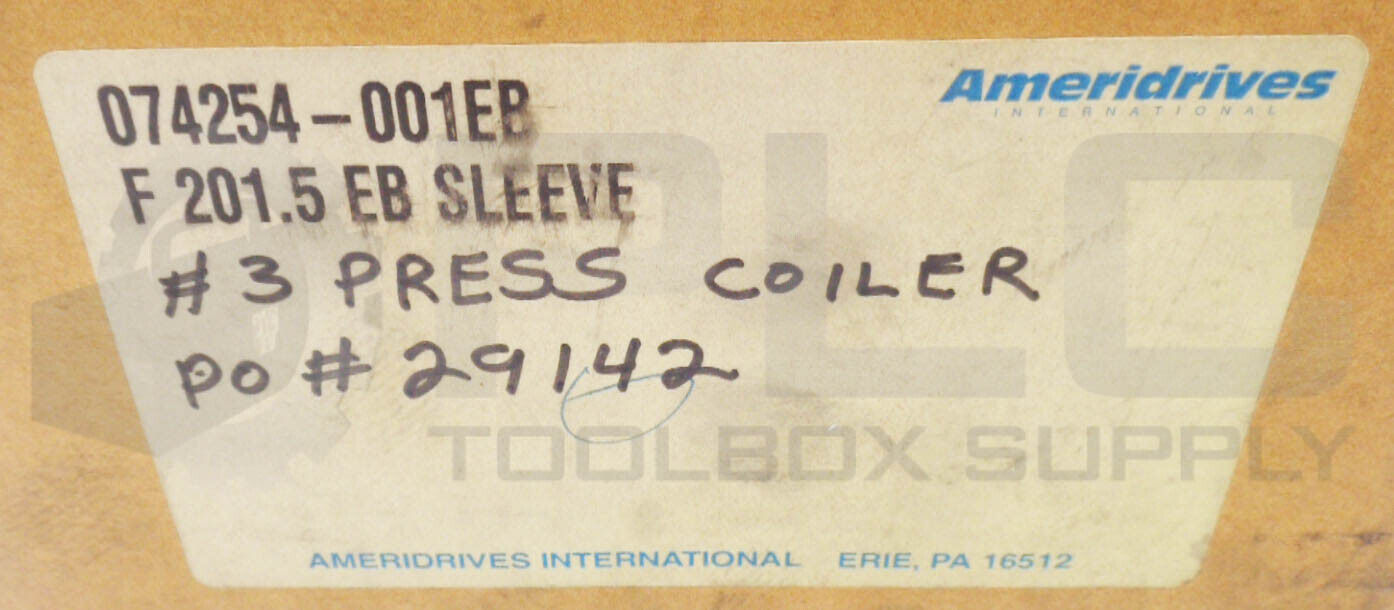 Ameridrives
INTERNATIONAL
074254-001EB
F 201.5 EB SLEEVE
#3 PRESS COILER
po # 29142
PLC
TOOLBOX SUPPLY
AMERIDRIVES INTERNATIONAL ERIE, PA 16512